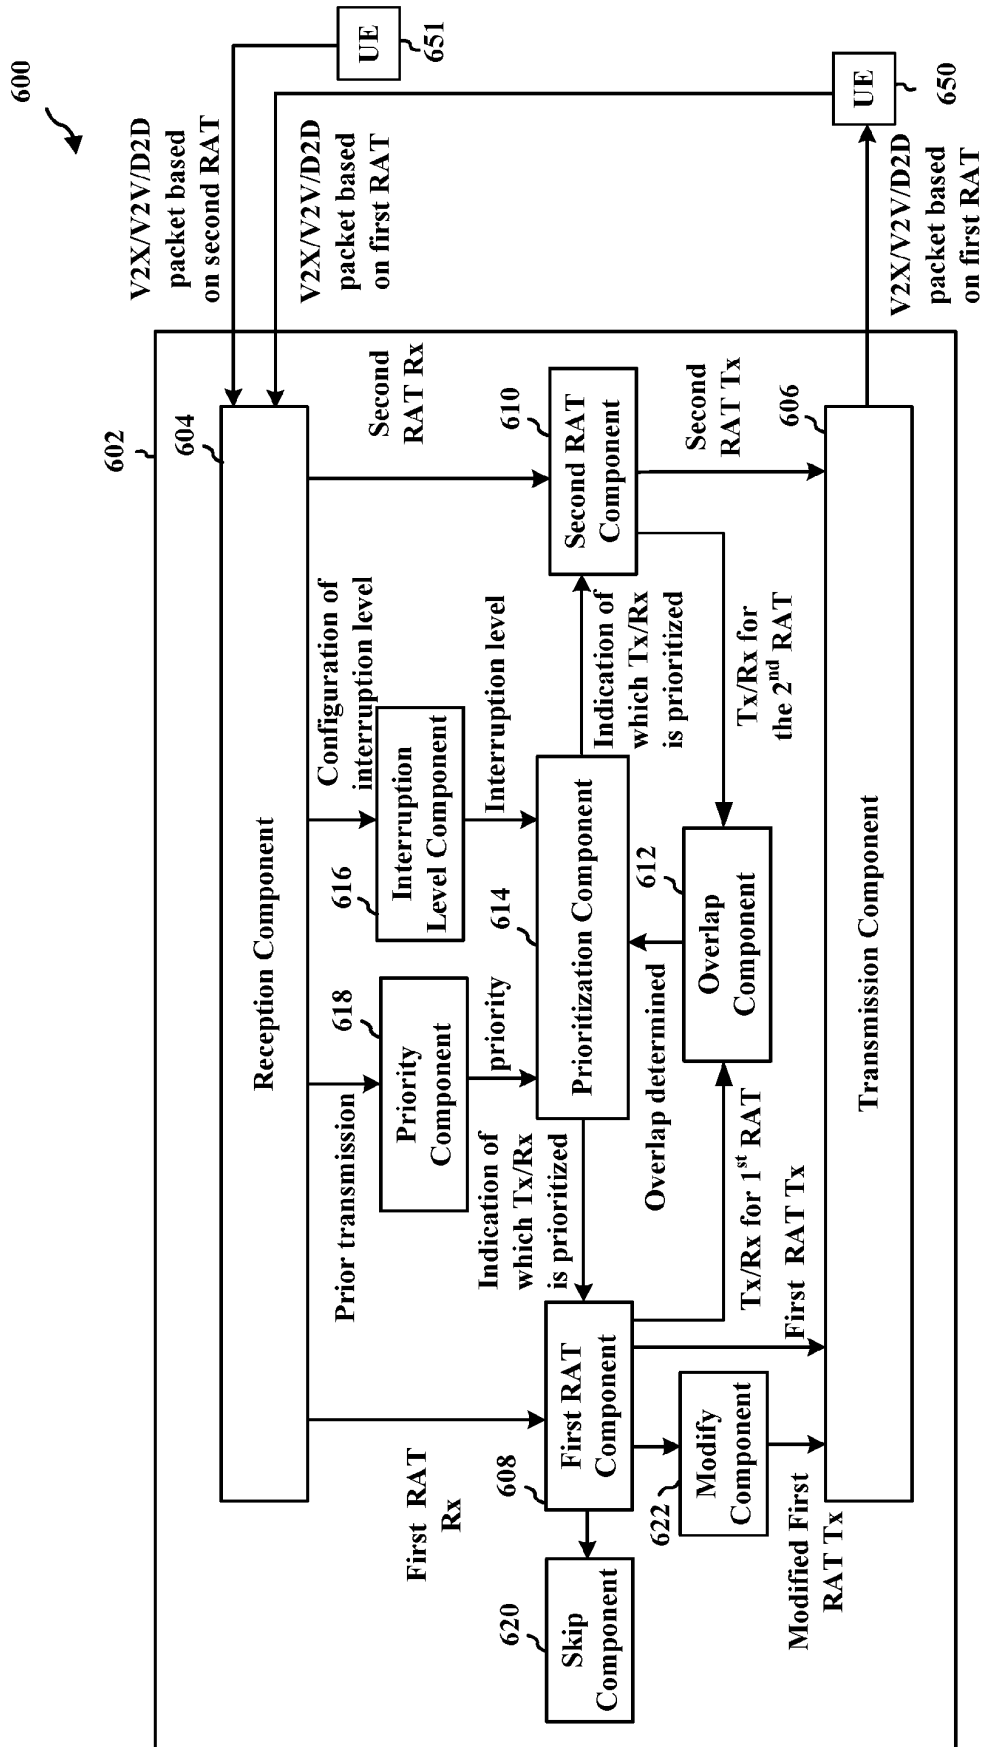 600
602
V2X/V2V/D2D
packet based
on second RAT
UE
651
V2X/V2V/D2D
packet based
on first RAT
604
Reception Component
First RAT
Rx
Prior transmission
Configuration of
interruption level
Second
RAT Rx
618
Priority
Component
616
Interruption
Level Component
priority
Interruption level
620
Skip
Component
608
First RAT
Component
Indication of
which Tx/Rx
is prioritized
614
Prioritization Component
Indication of
which Tx/Rx
is prioritized
610
Second RAT
Component
622
Modify
Component
Overlap determined
612
Overlap
Component
Tx/Rx for 1st RAT
Tx/Rx for
the 2nd RAT
Second
RAT Tx
Modified First
RAT Tx
First RAT Tx
606
Transmission Component
UE
650
V2X/V2V/D2D
packet based
on first RAT